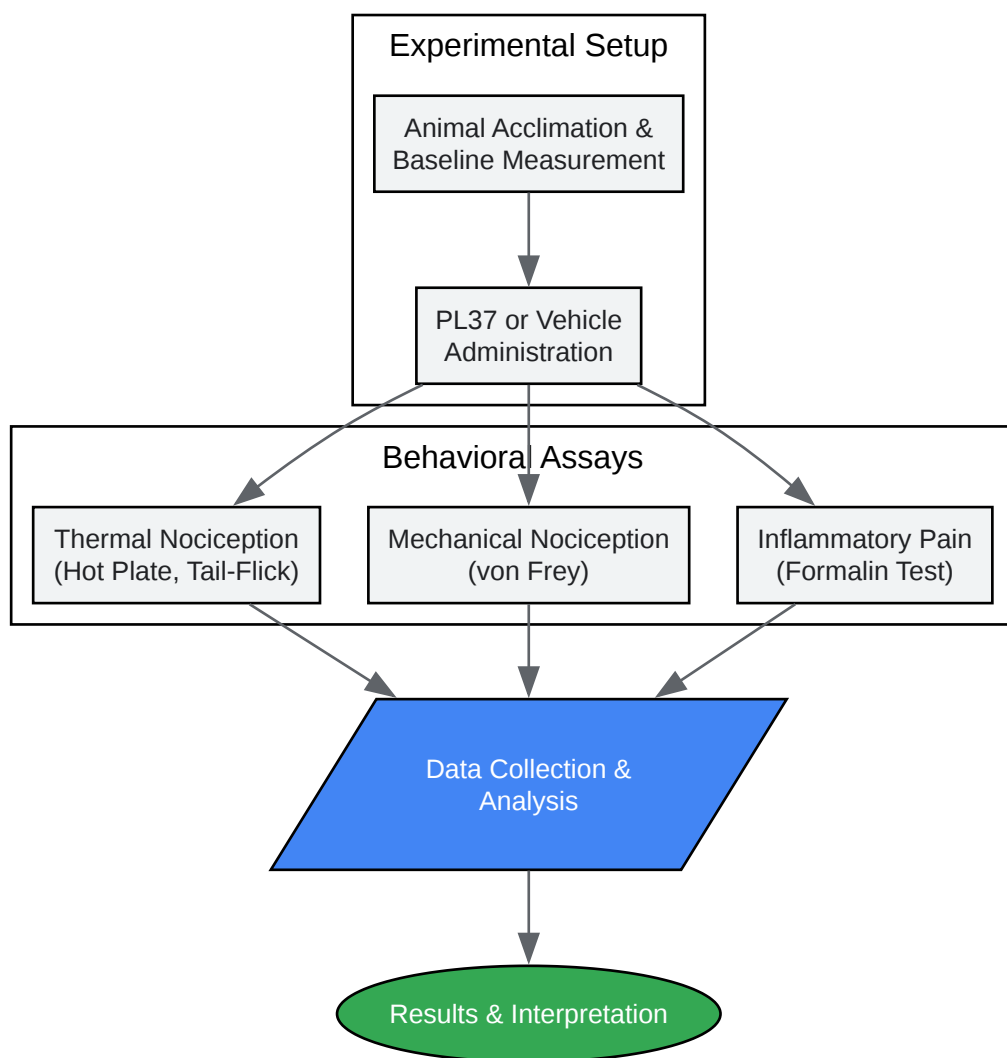 Experimental Setup
Animal Acclimation &
Baseline Measurement
PL37 or Vehicle
Administration
Behavioral Assays
Thermal Nociception
(Hot Plate, Tail-Flick)
Mechanical Nociception
(von Frey)
Inflammatory Pain
(Formalin Test)
Data Collection &
Analysis
Results & Interpretation